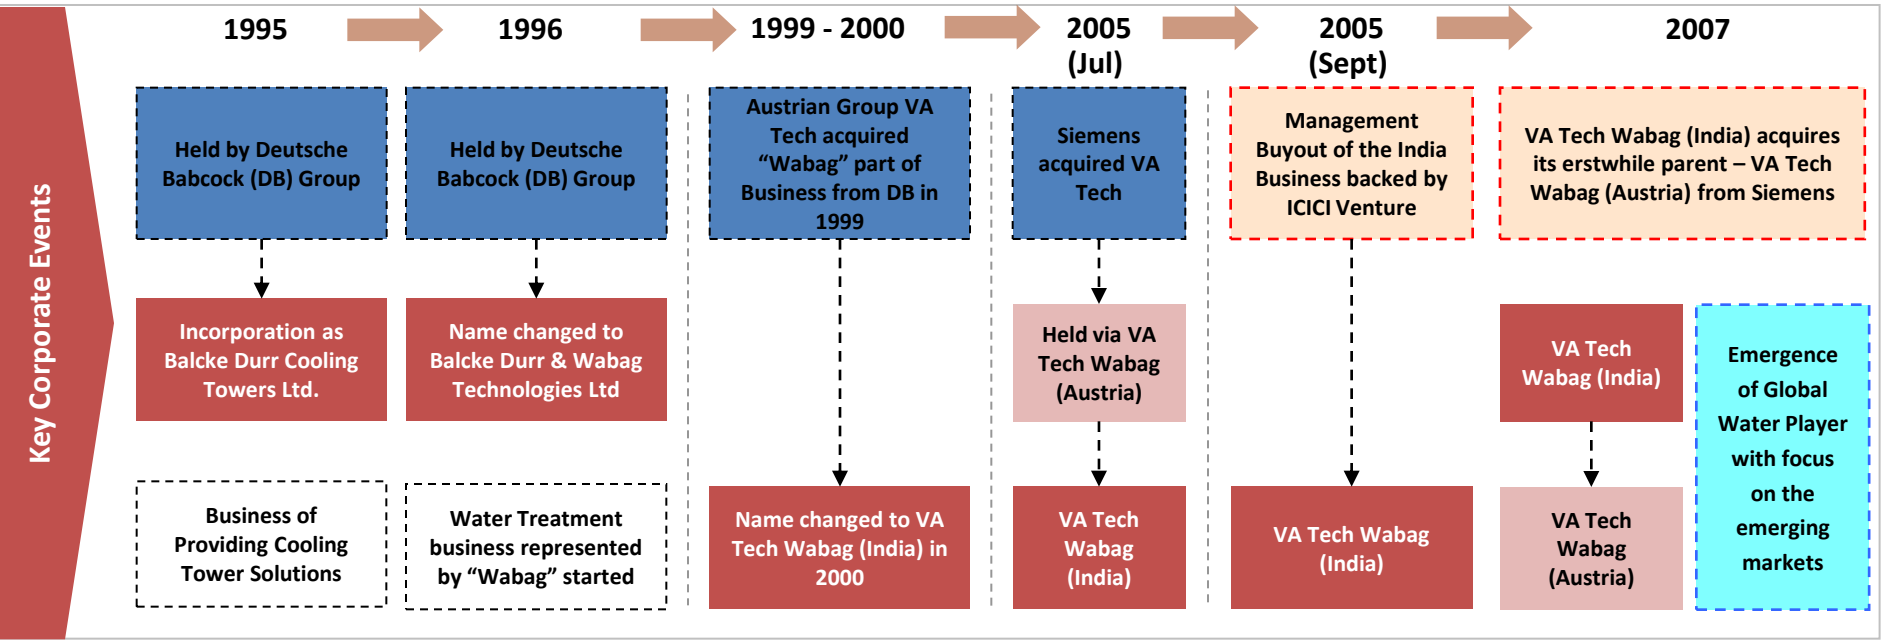 Key Corporate Events
1995
1996
1999 - 2000
2005
(Jul)
2005
(Sept)
2007
Held by Deutsche
Babcock (DB) Group
Held by Deutsche
Babcock (DB) Group
Austrian Group VA
Tech acquired
“Wabag” part of
Business from DB in
1999
Siemens
acquired VA
Tech
Management
Buyout of the India
Business backed by
ICICI Venture
VA Tech Wabag (India) acquires
its erstwhile parent – VA Tech
Wabag (Austria) from Siemens
Incorporation as
Balcke Durr Cooling
Towers Ltd.
Name changed to
Balcke Durr & Wabag
Technologies Ltd
Held via VA
Tech Wabag
(Austria)
VA Tech
Wabag (India)
Emergence
of Global
Water Player
with focus
on the
emerging
markets
Business of
Providing Cooling
Tower Solutions
Water Treatment
business represented
by “Wabag” started
Name changed to VA
Tech Wabag (India) in
2000
VA Tech
Wabag
(India)
VA Tech Wabag
(India)
VA Tech
Wabag
(Austria)